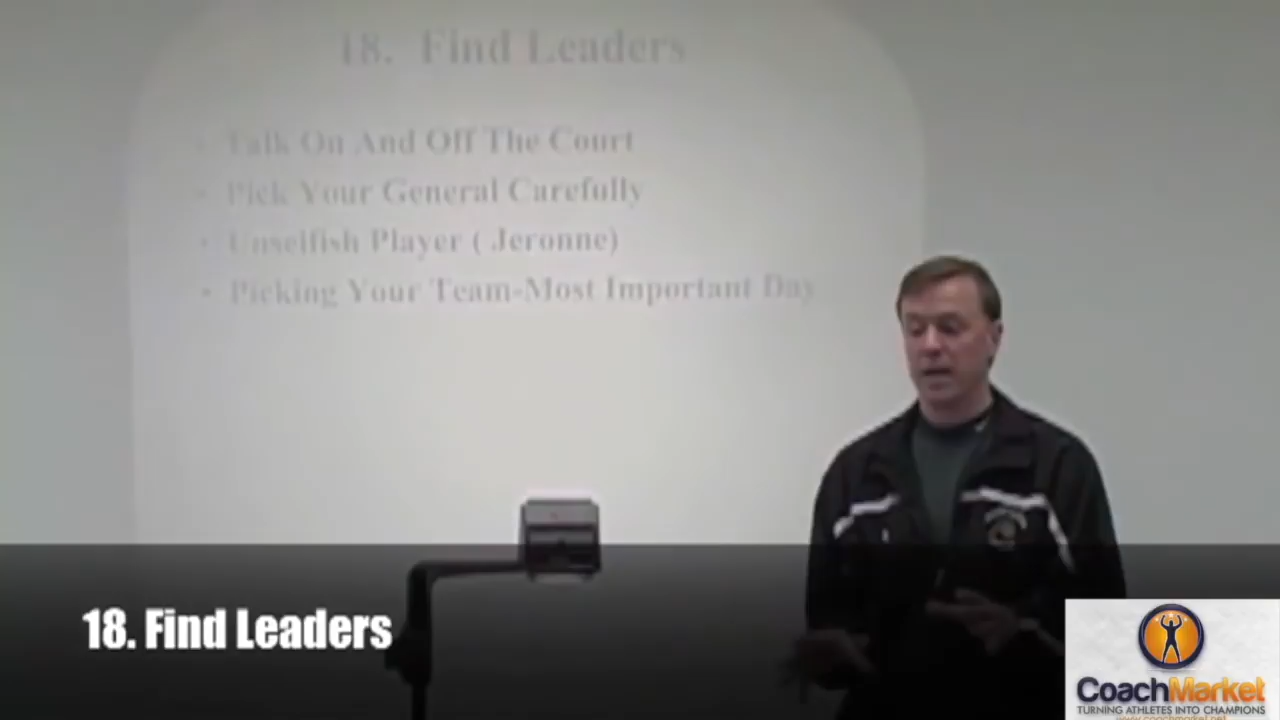 18. Find Leaders
• Talk On And Off The Court
• Pick Your General Carefully
• Unselfish Player ( Jeronne)
• Picking Your Team-Most Important Day
18. Find Leaders
CoachMarket
TURNING ATHLETES INTO CHAMPIONS